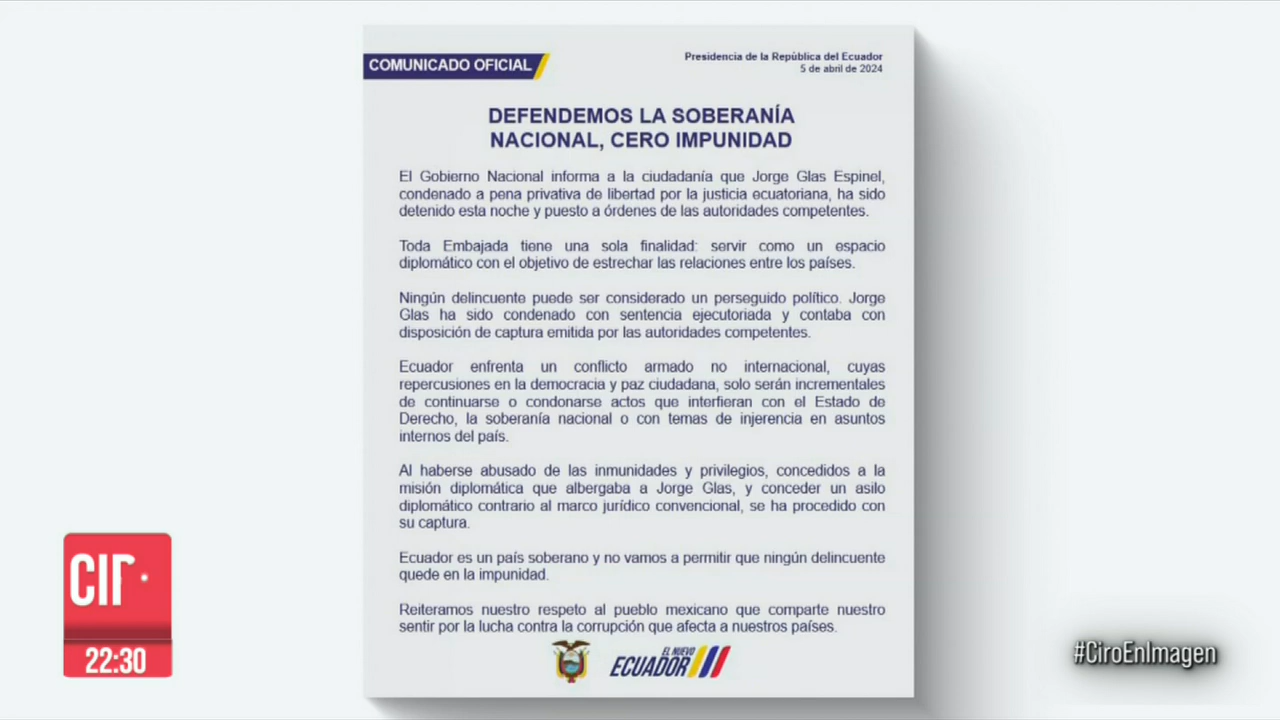 COMUNICADO OFICIAL
Presidencia de la República del Ecuador
5 de abril de 2024
DEFENDEMOS LA SOBERANÍA
NACIONAL, CERO IMPUNIDAD
El Gobierno Nacional informa a la ciudadanía que Jorge Glas Espinel,
condenado a pena privativa de libertad por la justicia ecuatoriana, ha sido
detenido esta noche y puesto a órdenes de las autoridades competentes.
Toda Embajada tiene una sola finalidad: servir como un espacio
diplomático con el objetivo de estrechar las relaciones entre los países.
Ningún delincuente puede ser considerado un perseguido político. Jorge
Glas ha sido condenado con sentencia ejecutoriada y contaba con
disposición de captura emitida por las autoridades competentes.
Ecuador enfrenta un conflicto armado no internacional, cuyas
repercusiones en la democracia y paz ciudadana, solo serán incrementales
de continuarse o condonarse actos que interfieran con el Estado de
Derecho, la soberanía nacional o con temas de injerencia en asuntos
internos del país.
Al haberse abusado de las inmunidades y privilegios, concedidos a la
misión diplomática que albergaba a Jorge Glas, y conceder un asilo
diplomático contrario al marco jurídico convencional, se ha procedido con
su captura.
Ecuador es un país soberano y no vamos a permitir que ningún delincuente
quede en la impunidad.
Reiteramos nuestro respeto al pueblo mexicano que comparte nuestro
sentir por la lucha contra la corrupción que afecta a nuestros países.
EL NUEVO
ECUADOR
22:30
#CiroEnImagen